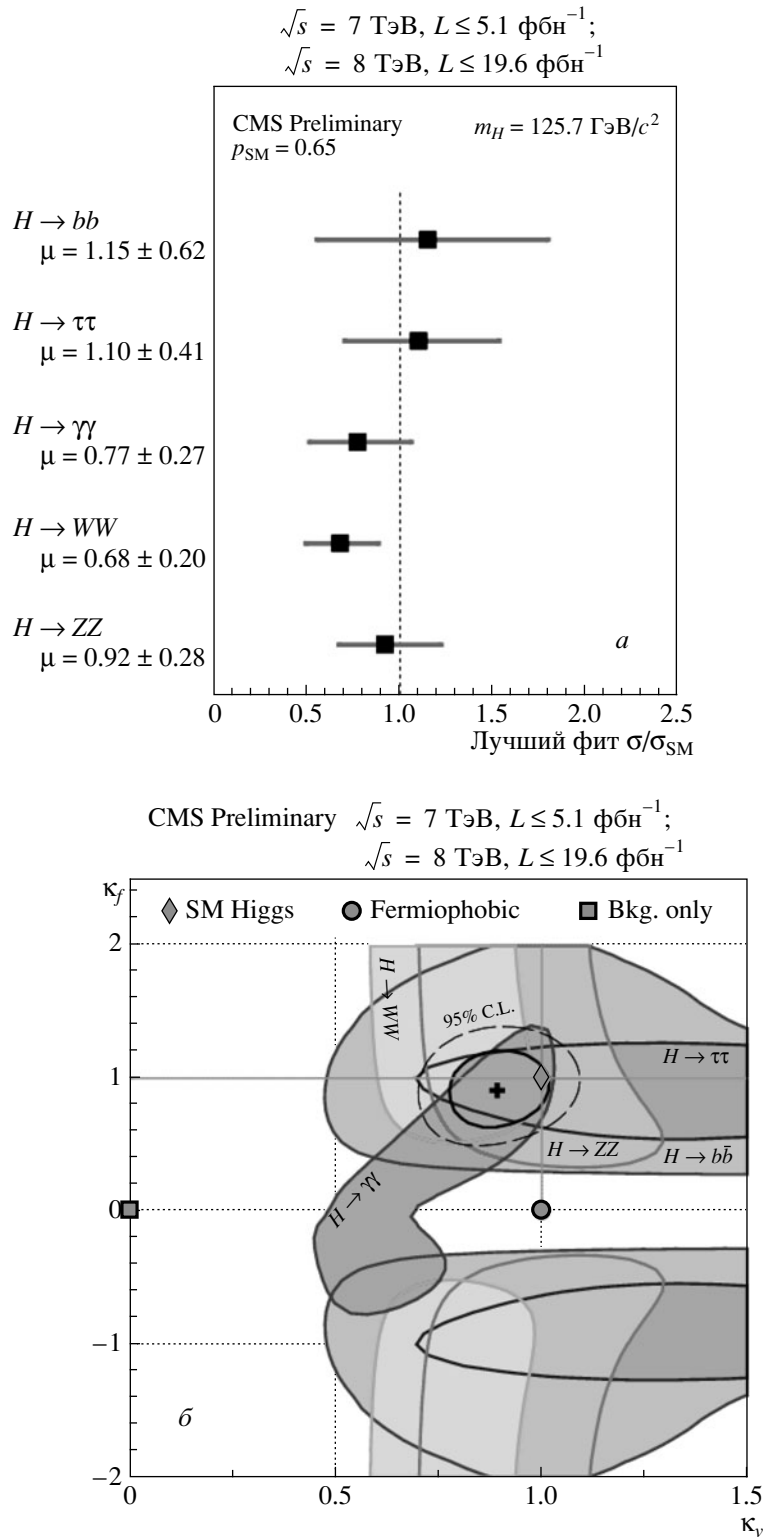 √s = 7 ТэВ, L ≤ 5.1 фбн⁻¹;
√s = 8 ТэВ, L ≤ 19.6 фбн⁻¹
CMS Preliminary
m_H = 125.7 ГэВ/c²
p_SM = 0.65
H → bb
μ = 1.15 ± 0.62
H → ττ
μ = 1.10 ± 0.41
H → γγ
μ = 0.77 ± 0.27
H → WW
μ = 0.68 ± 0.20
H → ZZ
μ = 0.92 ± 0.28
а
0 0.5 1.0 1.5 2.0 2.5
Лучший фит σ/σ_SM
CMS Preliminary √s = 7 ТэВ, L ≤ 5.1 фбн⁻¹;
√s = 8 ТэВ, L ≤ 19.6 фбн⁻¹
κ_f
SM Higgs Fermiophobic Bkg. only
2
H → WW
95% C.L.
H → ττ
1
H → ZZ
H → bb̄
H → γγ
0
−1
б
−2
0 0.5 1.0 1.5
κ_v